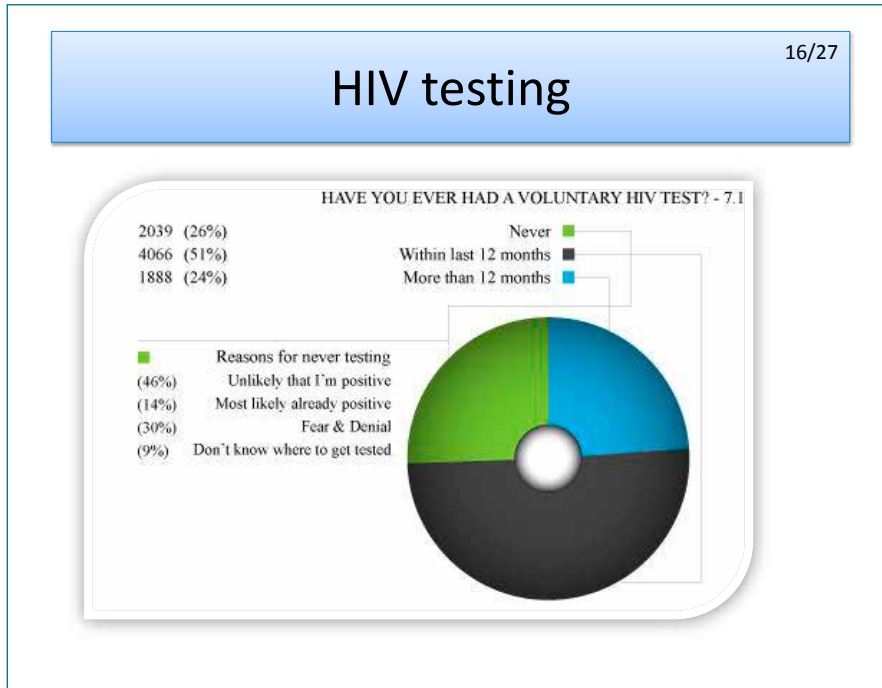 16/27
HIV testing
HAVE YOU EVER HAD A VOLUNTARY HIV TEST? - 7.1
2039 (26%) Never
4066 (51%) Within last 12 months
1888 (24%) More than 12 months
Reasons for never testing
(46%) Unlikely that I`m positive
(14%) Most likely already positive
(30%) Fear & Denial
(9%) Don`t know where to get tested